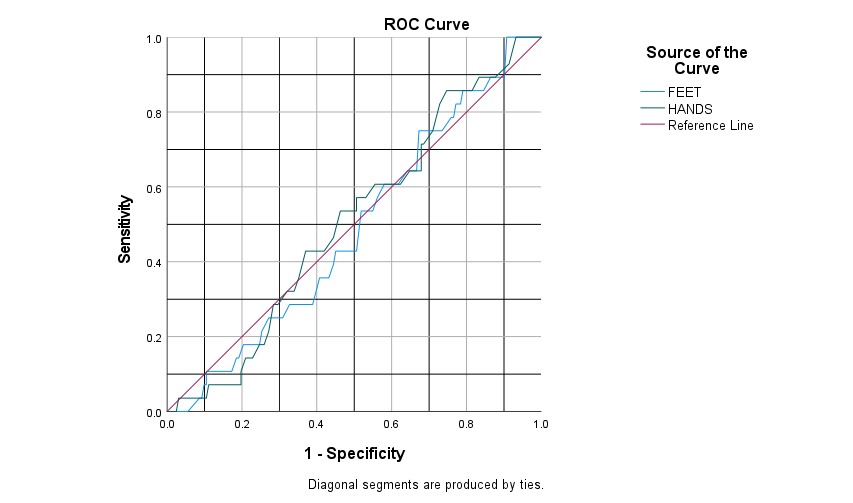 ROC Curve
1.0
0.8
0.6
0.4
0.2
0.0
Sensitivity
0.0 0.2 0.4 0.6 0.8 1.0
1 - Specificity
Source of the
Curve
FEET
HANDS
Reference Line
Diagonal segments are produced by ties.